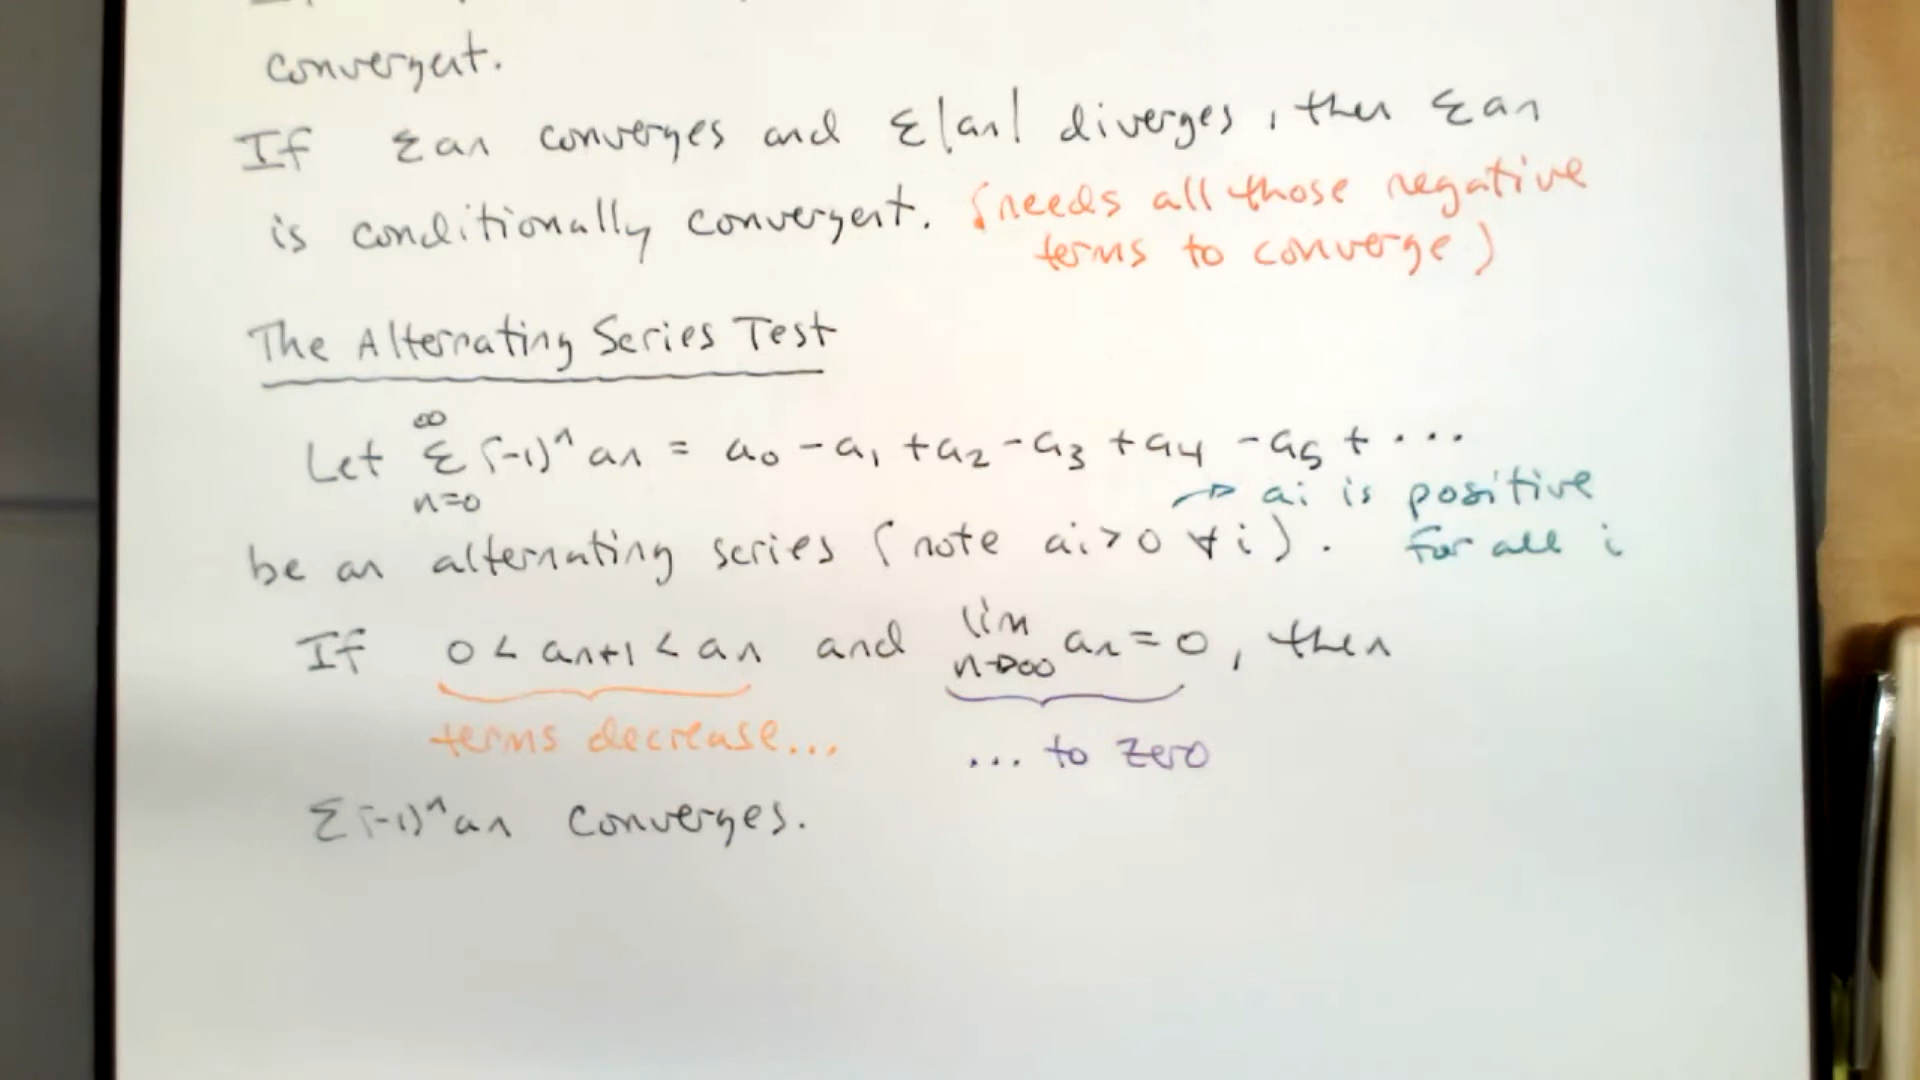 convergent.
If Σan converges and Σ|an| diverges, then Σan
is conditionally convergent. (needs all those negative
terms to converge)
The Alternating Series Test
Let ∞Σn=0 (-1)^n an = a0 - a1 + a2 - a3 + a4 - a5 + ...
→ ai is positive
be an alternating series (note ai > 0 ∀ i). for all i
If 0 < an+1 < an and lim n→∞ an = 0, then
terms decrease... ... to zero
Σ(-1)^n an converges.